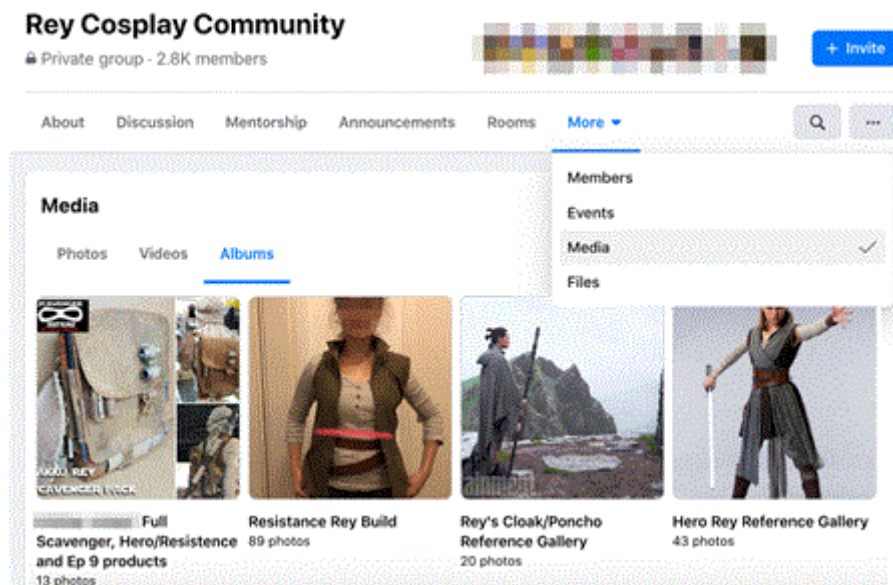 Rey Cosplay Community
Private group · 2.8K members
+ Invite
About Discussion Mentorship Announcements Rooms More
Members
Events
Media
Files
Media
Photos Videos Albums
SCAVENGER PACK
Full
Scavenger, Hero/Resistence
and Ep 9 products
13 photos
Resistance Rey Build
89 photos
Rey's Cloak/Poncho
Reference Gallery
20 photos
Hero Rey Reference Gallery
43 photos